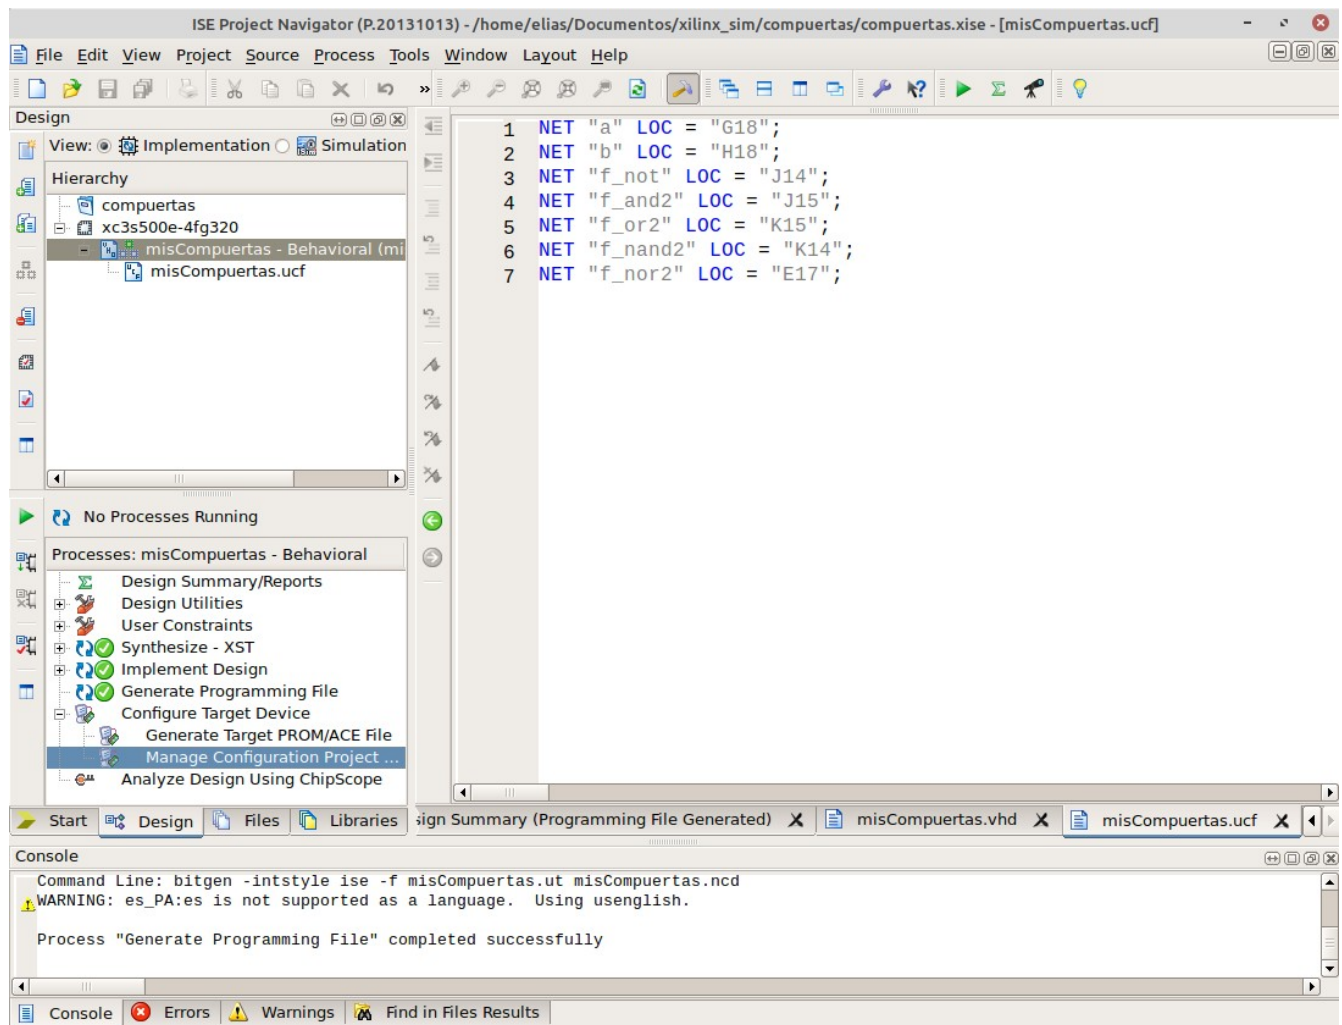 ISE Project Navigator (P.20131013) - /home/elias/Documentos/xilinx_sim/compuertas/compuertas.xise - [misCompuertas.ucf]
File Edit View Project Source Process Tools Window Layout Help
Design
View: Implementation Simulation
Hierarchy
compuertas
xc3s500e-4fg320
misCompuertas - Behavioral (mi
misCompuertas.ucf
No Processes Running
Processes: misCompuertas - Behavioral
Design Summary/Reports
Design Utilities
User Constraints
Synthesize - XST
Implement Design
Generate Programming File
Configure Target Device
Generate Target PROM/ACE File
Manage Configuration Project ...
Analyze Design Using ChipScope
Start Design Files Libraries
1 NET "a" LOC = "G18";
2 NET "b" LOC = "H18";
3 NET "f_not" LOC = "J14";
4 NET "f_and2" LOC = "J15";
5 NET "f_or2" LOC = "K15";
6 NET "f_nand2" LOC = "K14";
7 NET "f_nor2" LOC = "E17";
sign Summary (Programming File Generated) misCompuertas.vhd misCompuertas.ucf
Console
Command Line: bitgen -intstyle ise -f misCompuertas.ut misCompuertas.ncd
WARNING: es_PA:es is not supported as a language. Using usenglish.
Process "Generate Programming File" completed successfully
Console Errors Warnings Find in Files Results